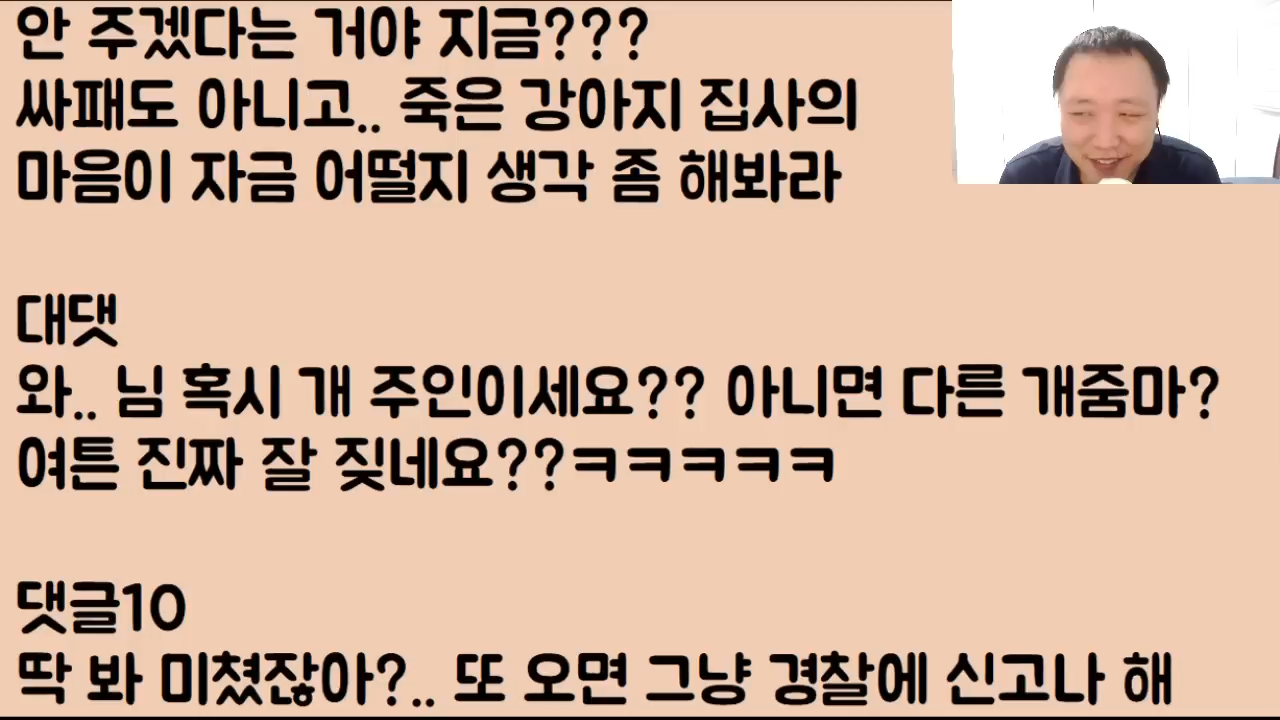 안 주겠다는 거야 지금???
싸패도 아니고.. 죽은 강아지 집사의
마음이 자금 어떨지 생각 좀 해봐라
대댓
와.. 님 혹시 개 주인이세요?? 아니면 다른 개줌마?
여튼 진짜 잘 짖네요??ㅋㅋㅋㅋㅋ
댓글10
딱 봐 미쳤잖아?.. 또 오면 그냥 경찰에 신고나 해